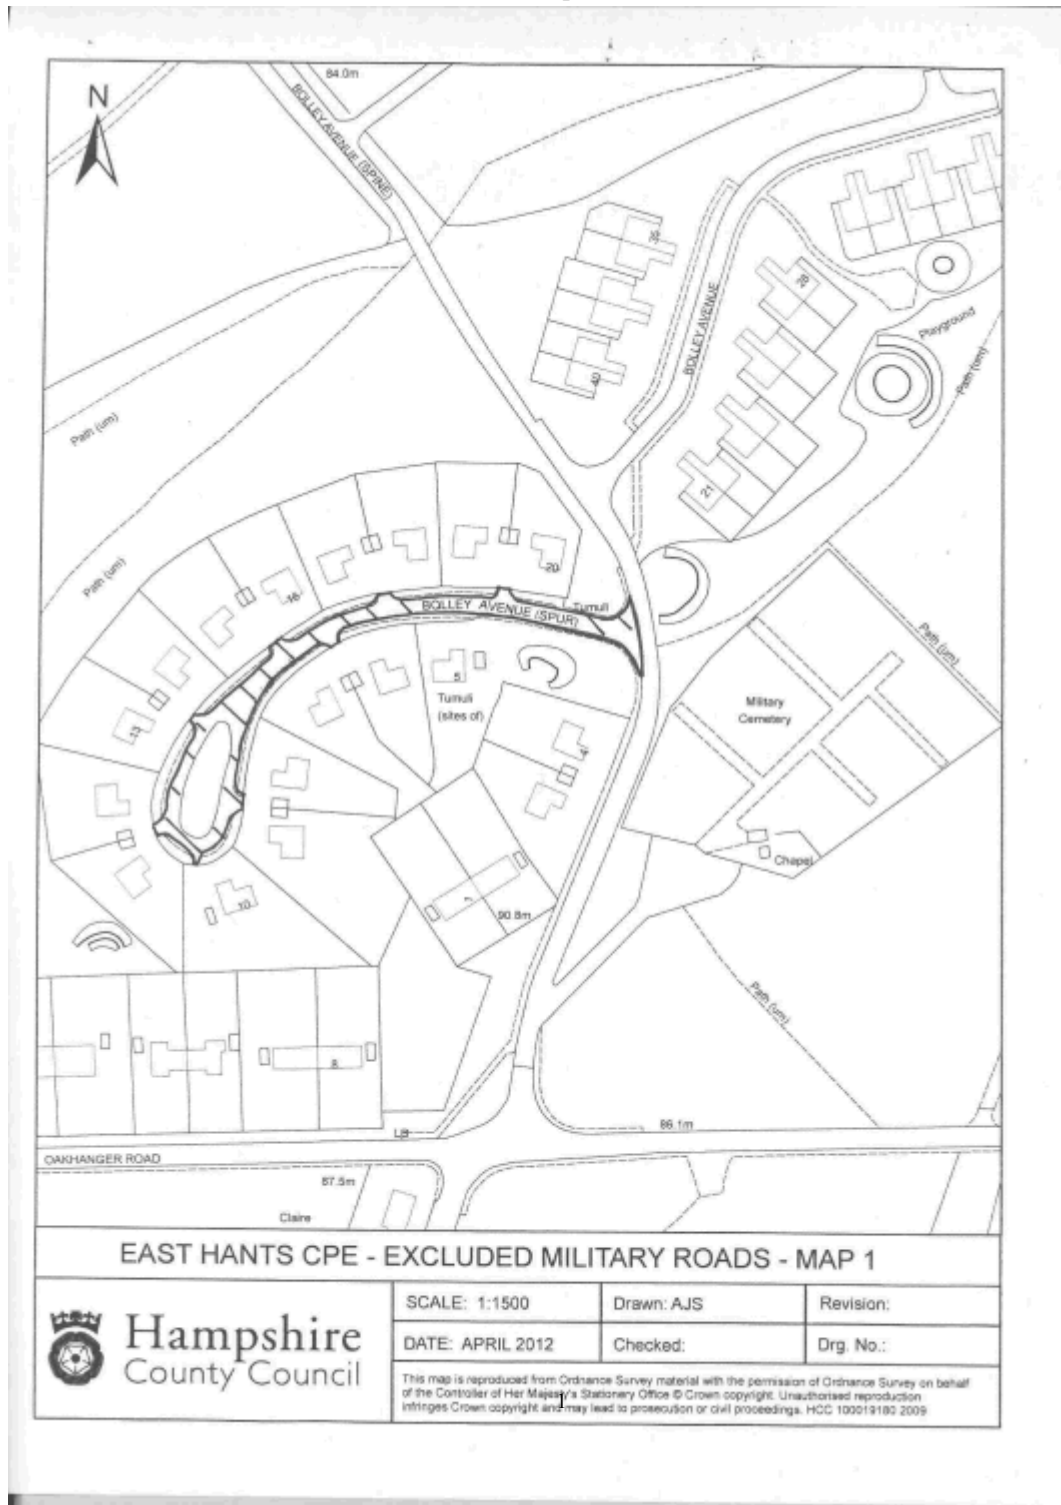 84.0m
N
BOLLEY AVENUE (SPINE)
35
28
BOLLEY AVENUE
Playground
Path (um)
40
Path (um)
21
20
Path (um)
16
BOLLEY AVENUE (SPUR)
Tumuli
Path (um)
5
Tumuli
(sites of)
Military
Cemetery
13
4
Chapel
10
90.8m
Path (um)
8
LB
86.1m
OAKHANGER ROAD
87.5m
Claire
EAST HANTS CPE - EXCLUDED MILITARY ROADS - MAP 1
Hampshire
County Council
SCALE: 1:1500
Drawn: AJS
Revision:
DATE: APRIL 2012
Checked:
Drg. No.:
This map is reproduced from Ordnance Survey material with the permission of Ordnance Survey on behalf
of the Controller of Her Majesty's Stationery Office © Crown copyright. Unauthorised reproduction
infringes Crown copyright and may lead to prosecution or civil proceedings. HCC 100019180 2009